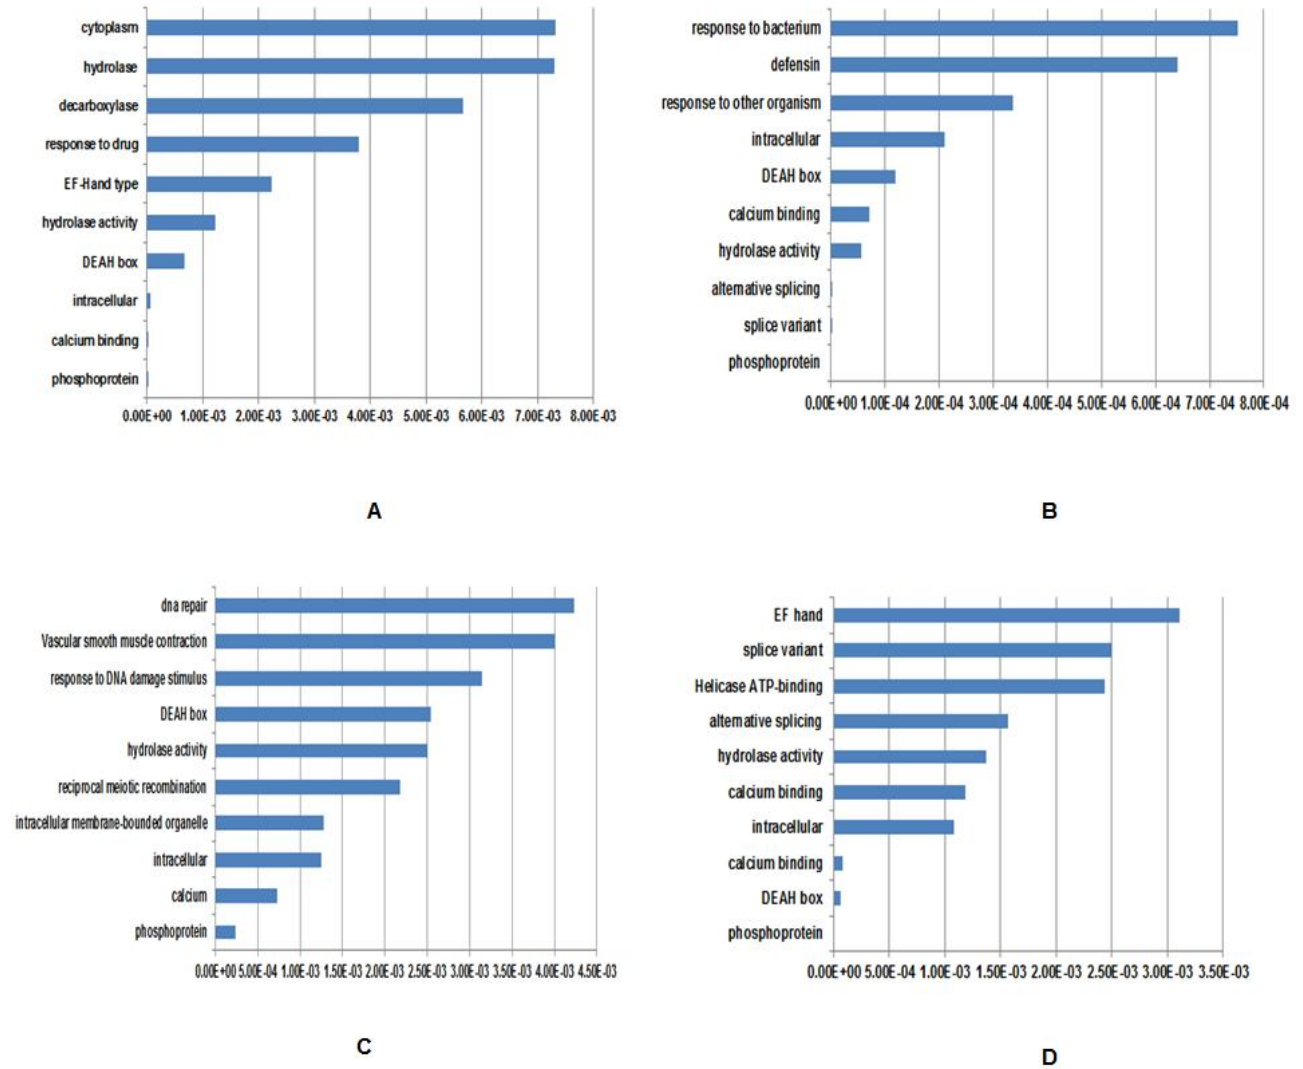 cytoplasm
hydrolase
decarboxylase
response to drug
EF-Hand type
hydrolase activity
DEAH box
intracellular
calcium binding
phosphoprotein
0.00E+00 1.00E-03 2.00E-03 3.00E-03 4.00E-03 5.00E-03 6.00E-03 7.00E-03 8.00E-03
A
response to bacterium
defensin
response to other organism
intracellular
DEAH box
calcium binding
hydrolase activity
alternative splicing
splice variant
phosphoprotein
0.00E+00 1.00E-04 2.00E-04 3.00E-04 4.00E-04 5.00E-04 6.00E-04 7.00E-04 8.00E-04
B
dna repair
Vascular smooth muscle contraction
response to DNA damage stimulus
DEAH box
hydrolase activity
reciprocal meiotic recombination
intracellular membrane-bounded organelle
intracellular
calcium
phosphoprotein
0.00E+00 5.00E-04 1.00E-03 1.50E-03 2.00E-03 2.50E-03 3.00E-03 3.50E-03 4.00E-03 4.50E-03
C
EF hand
splice variant
Helicase ATP-binding
alternative splicing
hydrolase activity
calcium binding
intracellular
calcium binding
DEAH box
phosphoprotein
0.00E+00 5.00E-04 1.00E-03 1.50E-03 2.00E-03 2.50E-03 3.00E-03 3.50E-03
D